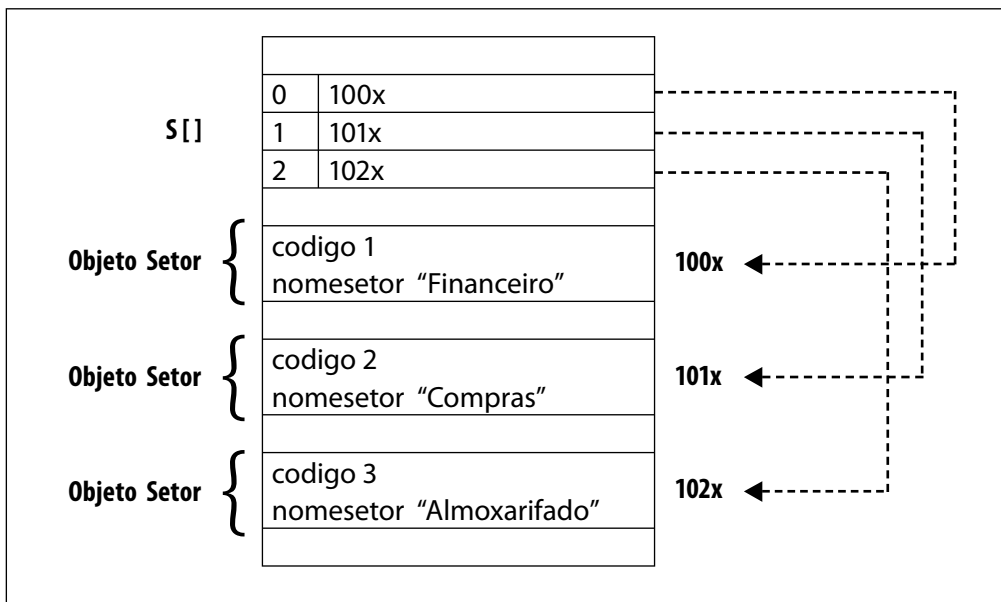 0 100x
S[] 1 101x
2 102x
Objeto Setor { codigo 1
nomesetor “Financeiro”
100x
Objeto Setor { codigo 2
nomesetor “Compras”
101x
Objeto Setor { codigo 3
nomesetor “Almoxarifado”
102x